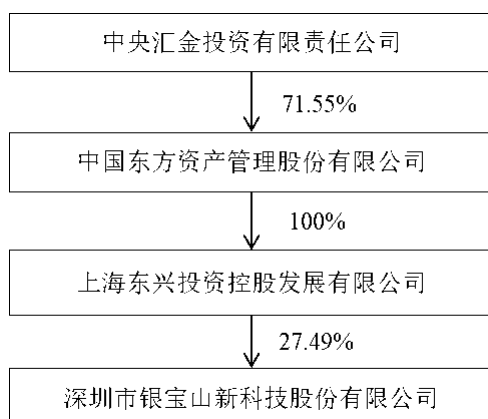 中央汇金投资有限责任公司
71.55%
中国东方资产管理股份有限公司
100%
上海东兴投资控股发展有限公司
27.49%
深圳市银宝山新科技股份有限公司